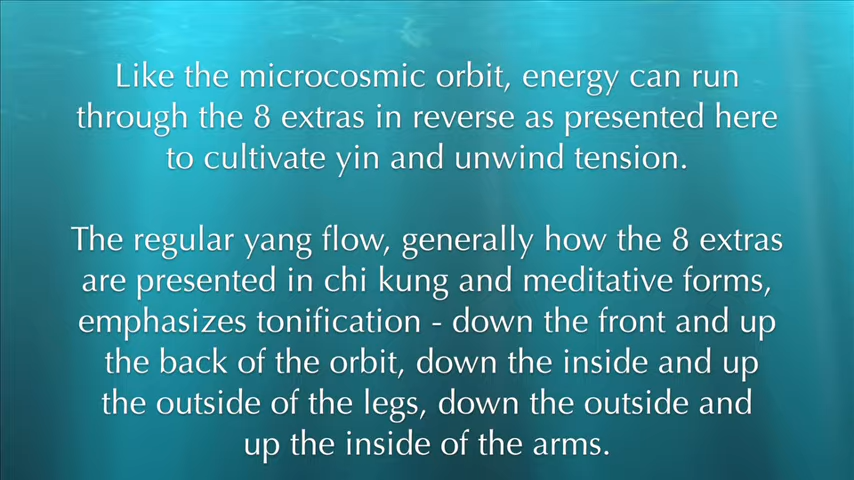 Like the microcosmic orbit, energy can run
through the 8 extras in reverse as presented here
to cultivate yin and unwind tension.
The regular yang flow, generally how the 8 extras
are presented in chi kung and meditative forms,
emphasizes tonification - down the front and up
the back of the orbit, down the inside and up
the outside of the legs, down the outside and
up the inside of the arms.